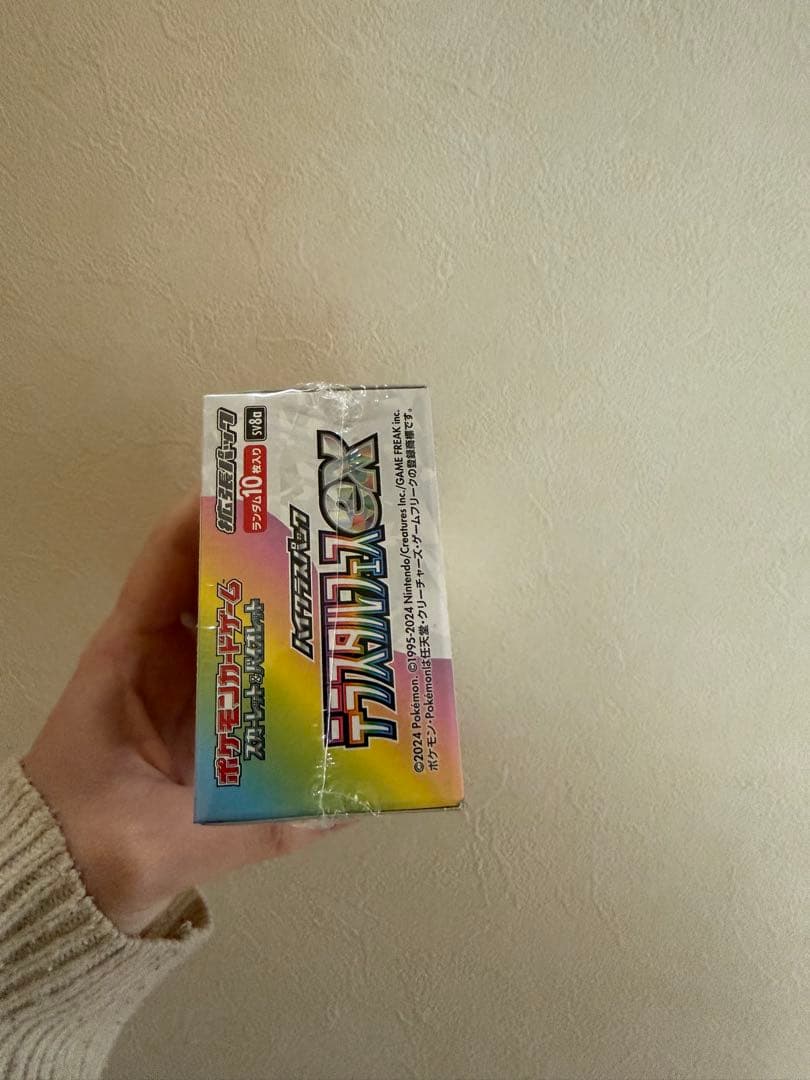 ポケモンカードゲーム
スカーレット&バイオレット
拡張パック
ランダム10枚入り
SV8a
ハイクラスパック
テラスタルフェスex
©2024 Pokémon. ©1995-2024 Nintendo/Creatures Inc./GAME FREAK inc.
ポケモン・Pokémonは任天堂・クリーチャーズ・ゲームフリークの登録商標です。